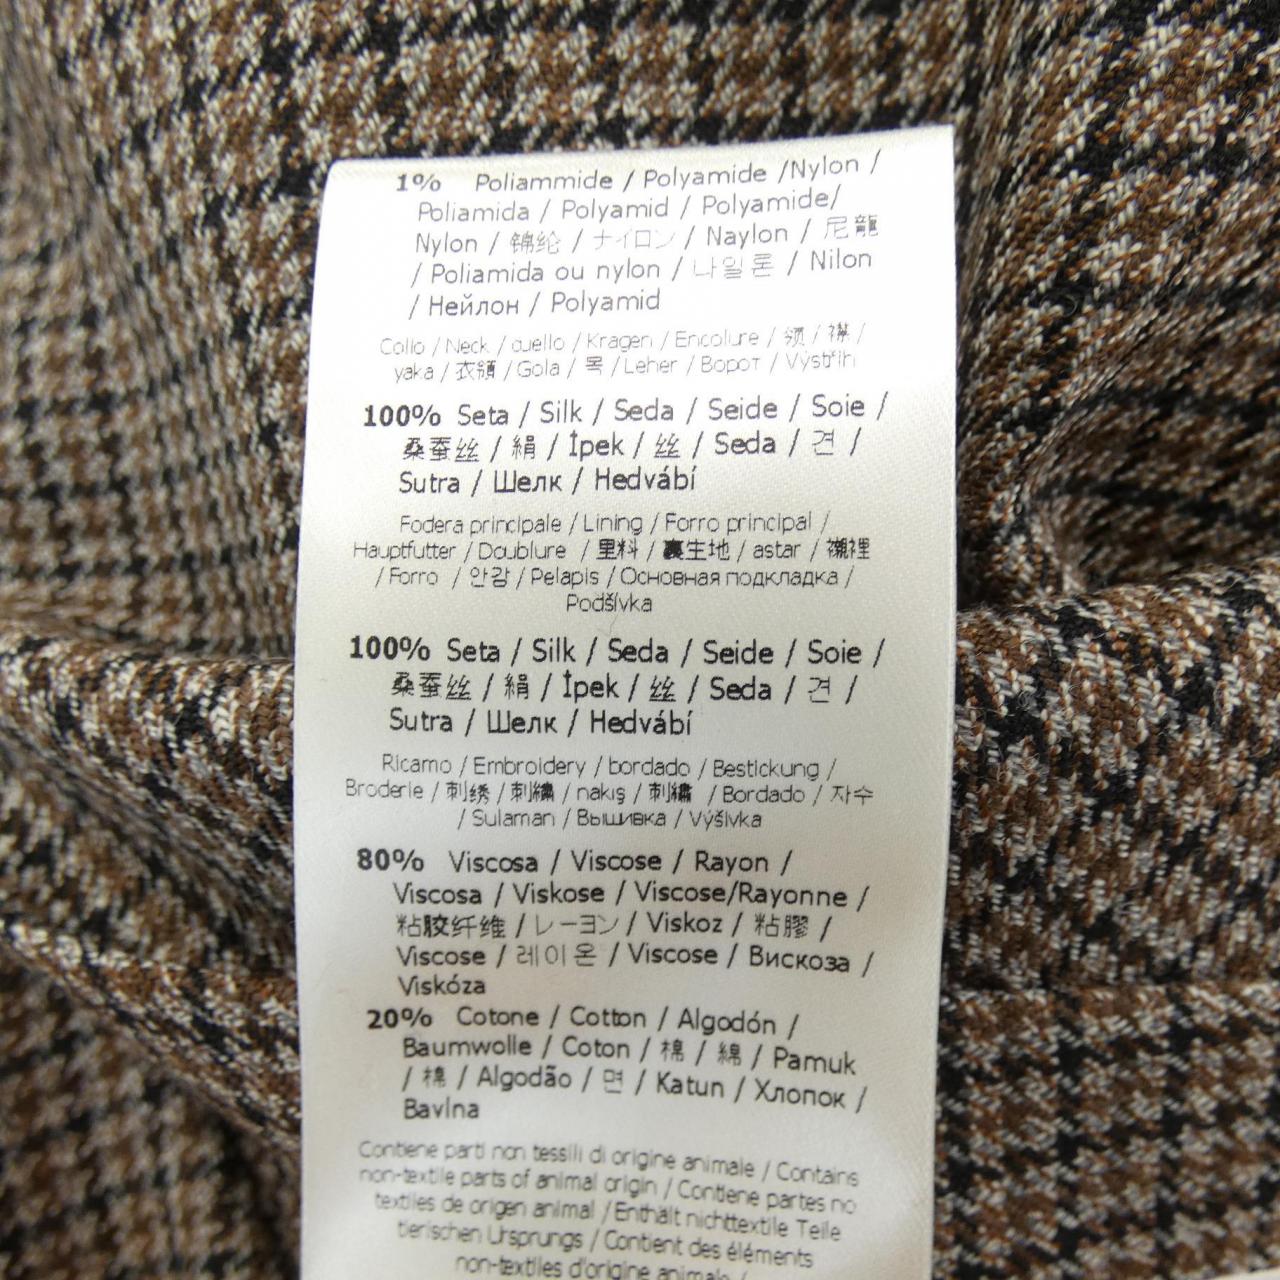 1% Poliammide / Polyamide /Nylon /
Poliamida / Polyamid / Polyamide/
Nylon / 锦纶 / ナイロン / Naylon / 尼龍
/ Poliamida ou nylon / 나일론 / Nilon
/ Нейлон / Polyamid
Collo / Neck / cuello / Kragen / Encolure / 领 / 襟 /
yaka / 衣領 / Gola / 목 / Leher / Ворот / Výstřih
100% Seta / Silk / Seda / Seide / Soie /
桑蚕丝 / 絹 / İpek / 丝 / Seda / 견 /
Sutra / Шелк / Hedvábí
Fodera principale / Lining / Forro principal /
Hauptfutter / Doublure / 里料 / 裏生地 / astar / 襯裡
/ Forro / 안감 / Pelapis / Основная подкладка /
Podšívka
100% Seta / Silk / Seda / Seide / Soie /
桑蚕丝 / 絹 / İpek / 丝 / Seda / 견 /
Sutra / Шелк / Hedvábí
Ricamo / Embroidery / bordado / Bestickung /
Broderie / 刺绣 / 刺繍 / nakış / 刺繡 / Bordado / 자수
/ Sulaman / Вышивка / Výšivka
80% Viscosa / Viscose / Rayon /
Viscosa / Viskose / Viscose/Rayonne /
粘胶纤维 / レーヨン / Viskoz / 粘膠 /
Viscose / 레이온 / Viscose / Вискоза /
Viskóza
20% Cotone / Cotton / Algodón /
Baumwolle / Coton / 棉 / 綿 / Pamuk
/ 棉 / Algodão / 면 / Katun / Хлопок /
Bavlna
Contiene parti non tessili di origine animale / Contains
non-textile parts of animal origin / Contiene partes no
textiles de origen animal /Enthält nichttextile Teile
tierischen Ursprungs / Contient des éléments
non-textiles d'origine animale /